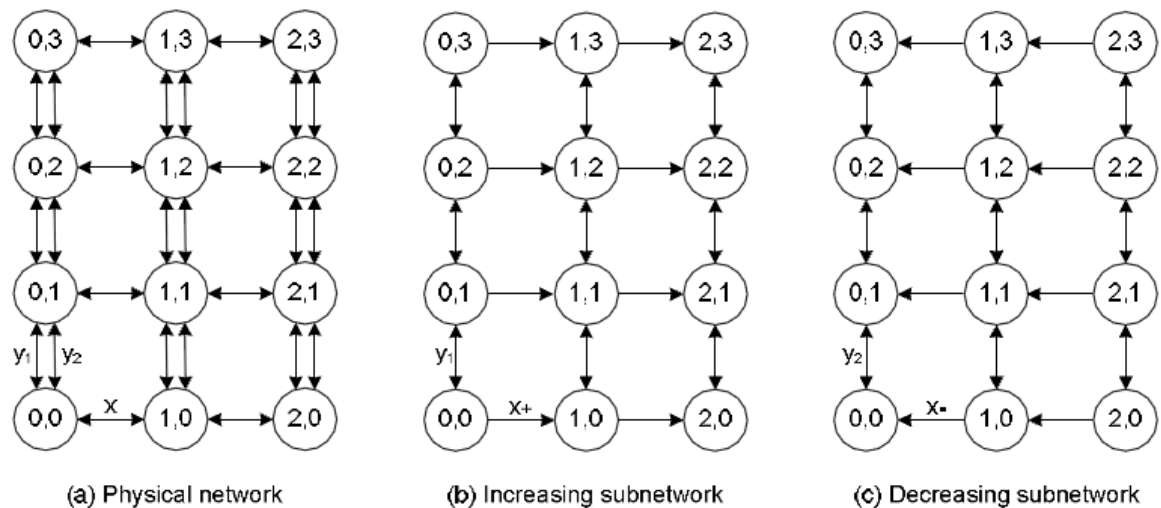 0,3 1,3 2,3 0,3 1,3 2,3 0,3 1,3 2,3
0,2 1,2 2,2 0,2 1,2 2,2 0,2 1,2 2,2
0,1 1,1 2,1 0,1 1,1 2,1 0,1 1,1 2,1
y₁ y₂ y₁ y₂
x x+ x-
0,0 1,0 2,0 0,0 1,0 2,0 0,0 1,0 2,0
(a) Physical network (b) Increasing subnetwork (c) Decreasing subnetwork